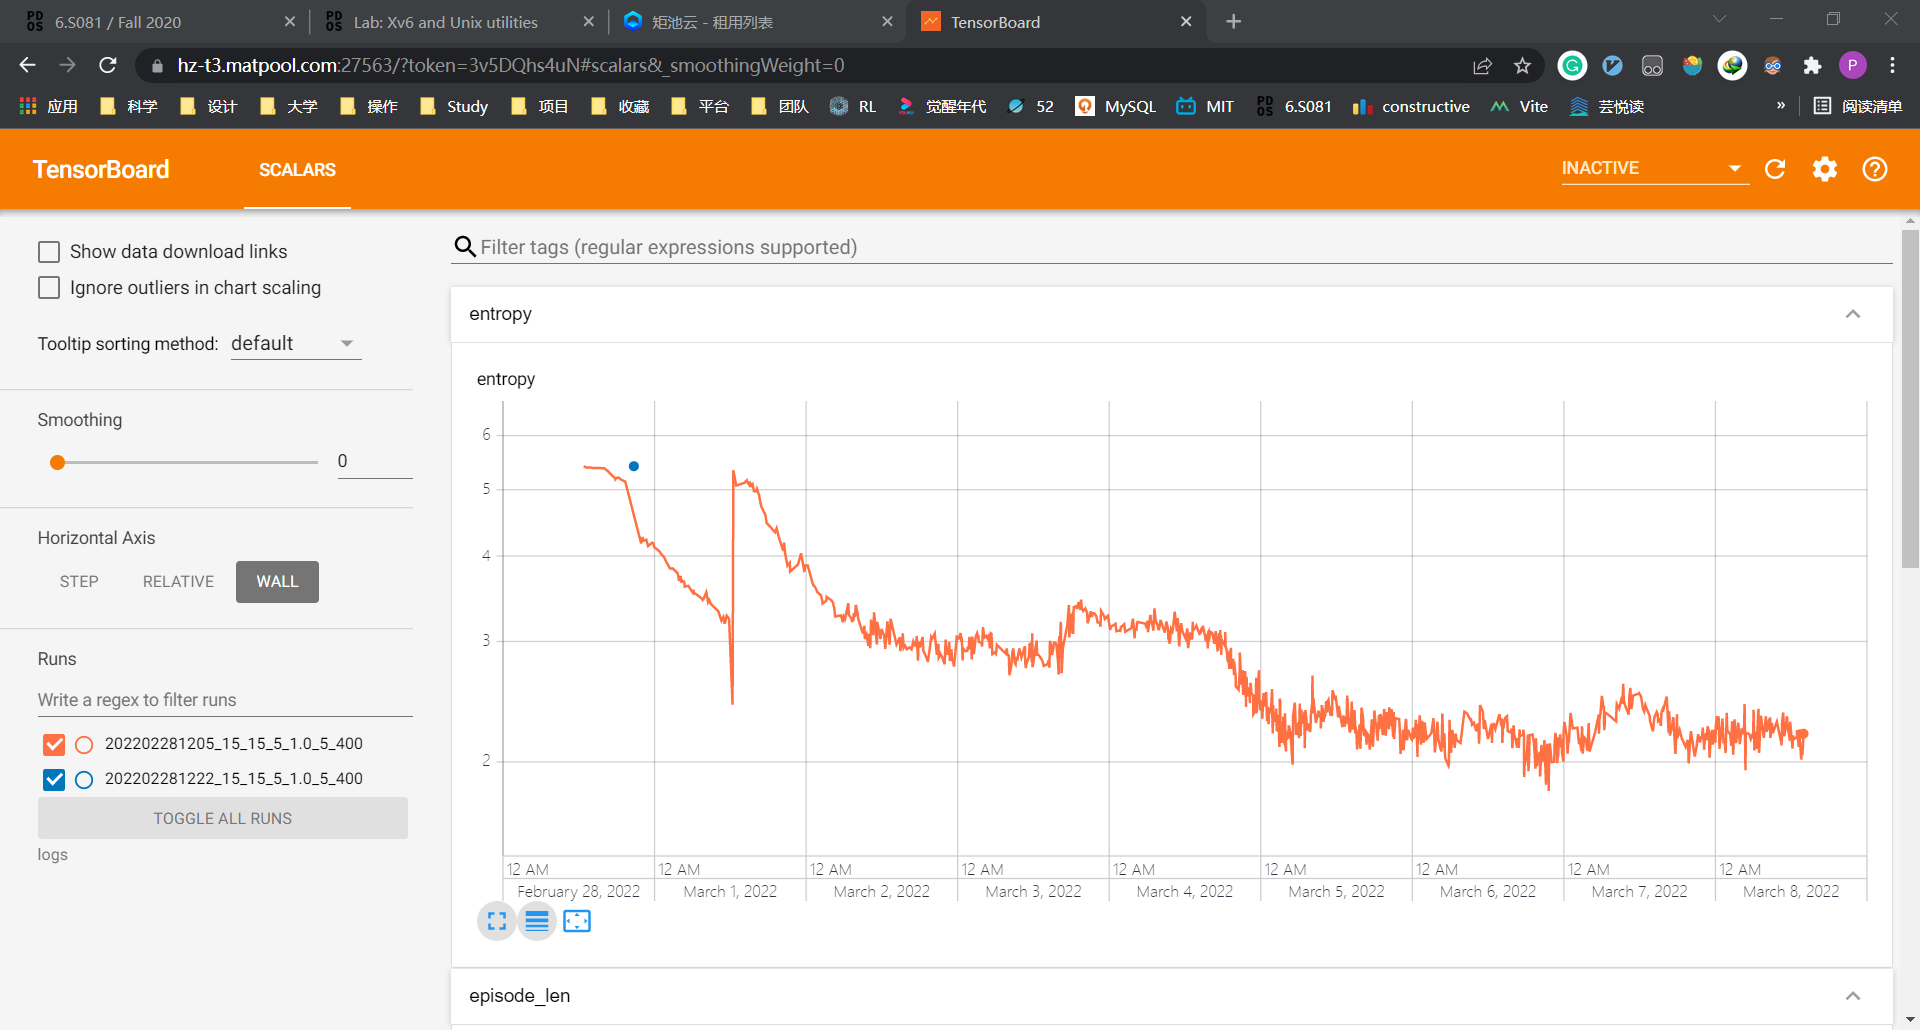 6.S081 / Fall 2020
Lab: Xv6 and Unix utilities
矩池云 - 租用列表
TensorBoard
hz-t3.matpool.com:27563/?token=3v5DQhs4uN#scalars&_smoothingWeight=0
P
应用 科学 设计 大学 操作 Study 项目 收藏 平台 团队 RL 觉醒年代 52 MySQL MIT PDOS 6.S081 constructive Vite 芸悦读 » 阅读清单
TensorBoard SCALARS INACTIVE
Show data download links
Ignore outliers in chart scaling
Tooltip sorting method: default
Smoothing
0
Horizontal Axis
STEP RELATIVE WALL
Runs
Write a regex to filter runs
202202281205_15_15_5_1.0_5_400
202202281222_15_15_5_1.0_5_400
TOGGLE ALL RUNS
logs
Filter tags (regular expressions supported)
entropy
entropy
6
5
4
3
2
12 AM 12 AM 12 AM 12 AM 12 AM 12 AM 12 AM 12 AM 12 AM
February 28, 2022 March 1, 2022 March 2, 2022 March 3, 2022 March 4, 2022 March 5, 2022 March 6, 2022 March 7, 2022 March 8, 2022
episode_len